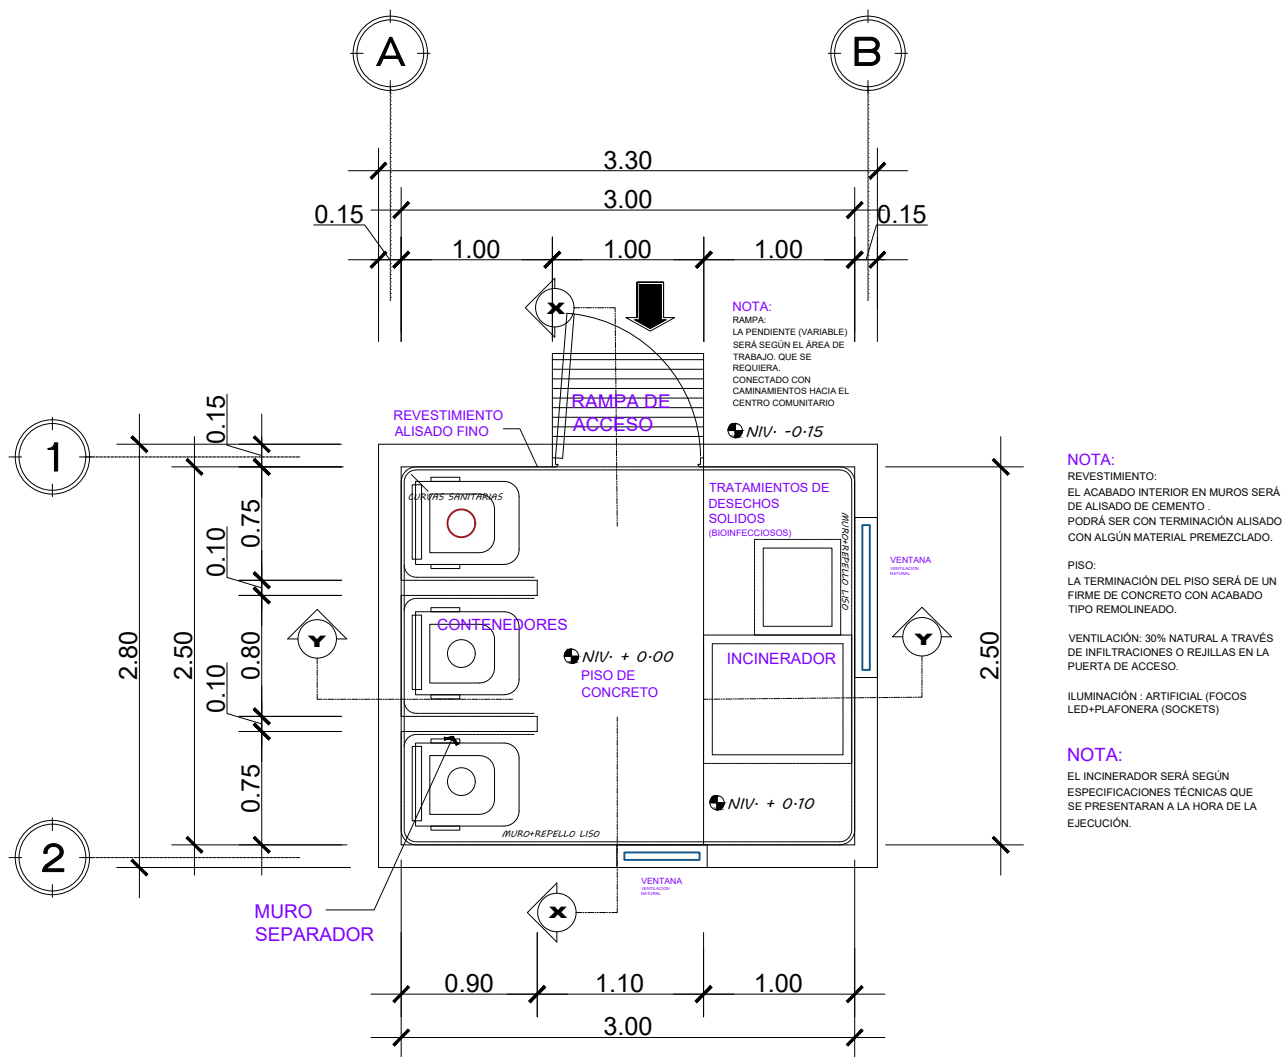 A
B
3.30
3.00
0.15
0.15
1.00
1.00
1.00
X
NOTA:
RAMPA:
LA PENDIENTE (VARIABLE)
SERÁ SEGÚN EL ÁREA DE
TRABAJO. QUE SE
REQUIERA.
CONECTADO CON
CAMINAMIENTOS HACIA EL
CENTRO COMUNITARIO
RAMPA DE
ACCESO
REVESTIMIENTO
ALISADO FINO
NIV. -0.15
1
0.15
0.75
0.10
0.80
0.10
0.75
2.80
2.50
2
CURVAS SANITARIAS
TRATAMIENTOS DE
DESECHOS
SOLIDOS
(BIOINFECCIOSOS)
MURO+REPELLO LISO
VENTANA
VENTILACION
NATURAL
Y
Y
CONTENEDORES
NIV. + 0.00
PISO DE
CONCRETO
INCINERADOR
2.50
NIV. + 0.10
MURO+REPELLO LISO
VENTANA
VENTILACION
NATURAL
MURO
SEPARADOR
X
0.90
1.10
1.00
3.00
NOTA:
REVESTIMIENTO:
EL ACABADO INTERIOR EN MUROS SERÁ
DE ALISADO DE CEMENTO .
PODRÁ SER CON TERMINACIÓN ALISADO
CON ALGÚN MATERIAL PREMEZCLADO.
PISO:
LA TERMINACIÓN DEL PISO SERÁ DE UN
FIRME DE CONCRETO CON ACABADO
TIPO REMOLINEADO.
VENTILACIÓN: 30% NATURAL A TRAVÉS
DE INFILTRACIONES O REJILLAS EN LA
PUERTA DE ACCESO.
ILUMINACIÓN : ARTIFICIAL (FOCOS
LED+PLAFONERA (SOCKETS)
NOTA:
EL INCINERADOR SERÁ SEGÚN
ESPECIFICACIONES TÉCNICAS QUE
SE PRESENTARAN A LA HORA DE LA
EJECUCIÓN.